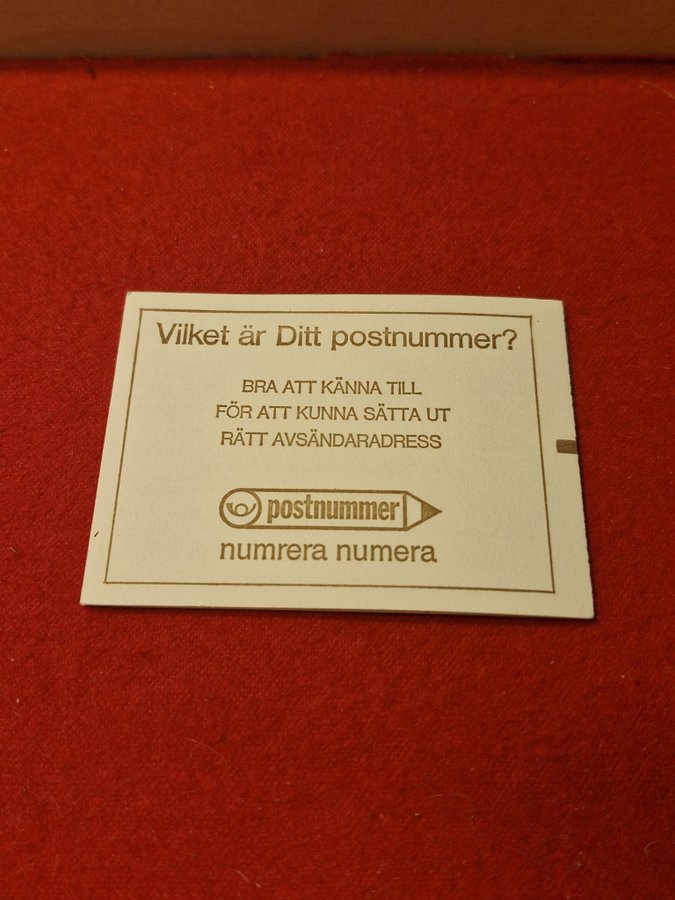 Vilket är Ditt postnummer?
BRA ATT KÄNNA TILL
FÖR ATT KUNNA SÄTTA UT
RÄTT AVSÄNDARADRESS
postnummer
numrera numera